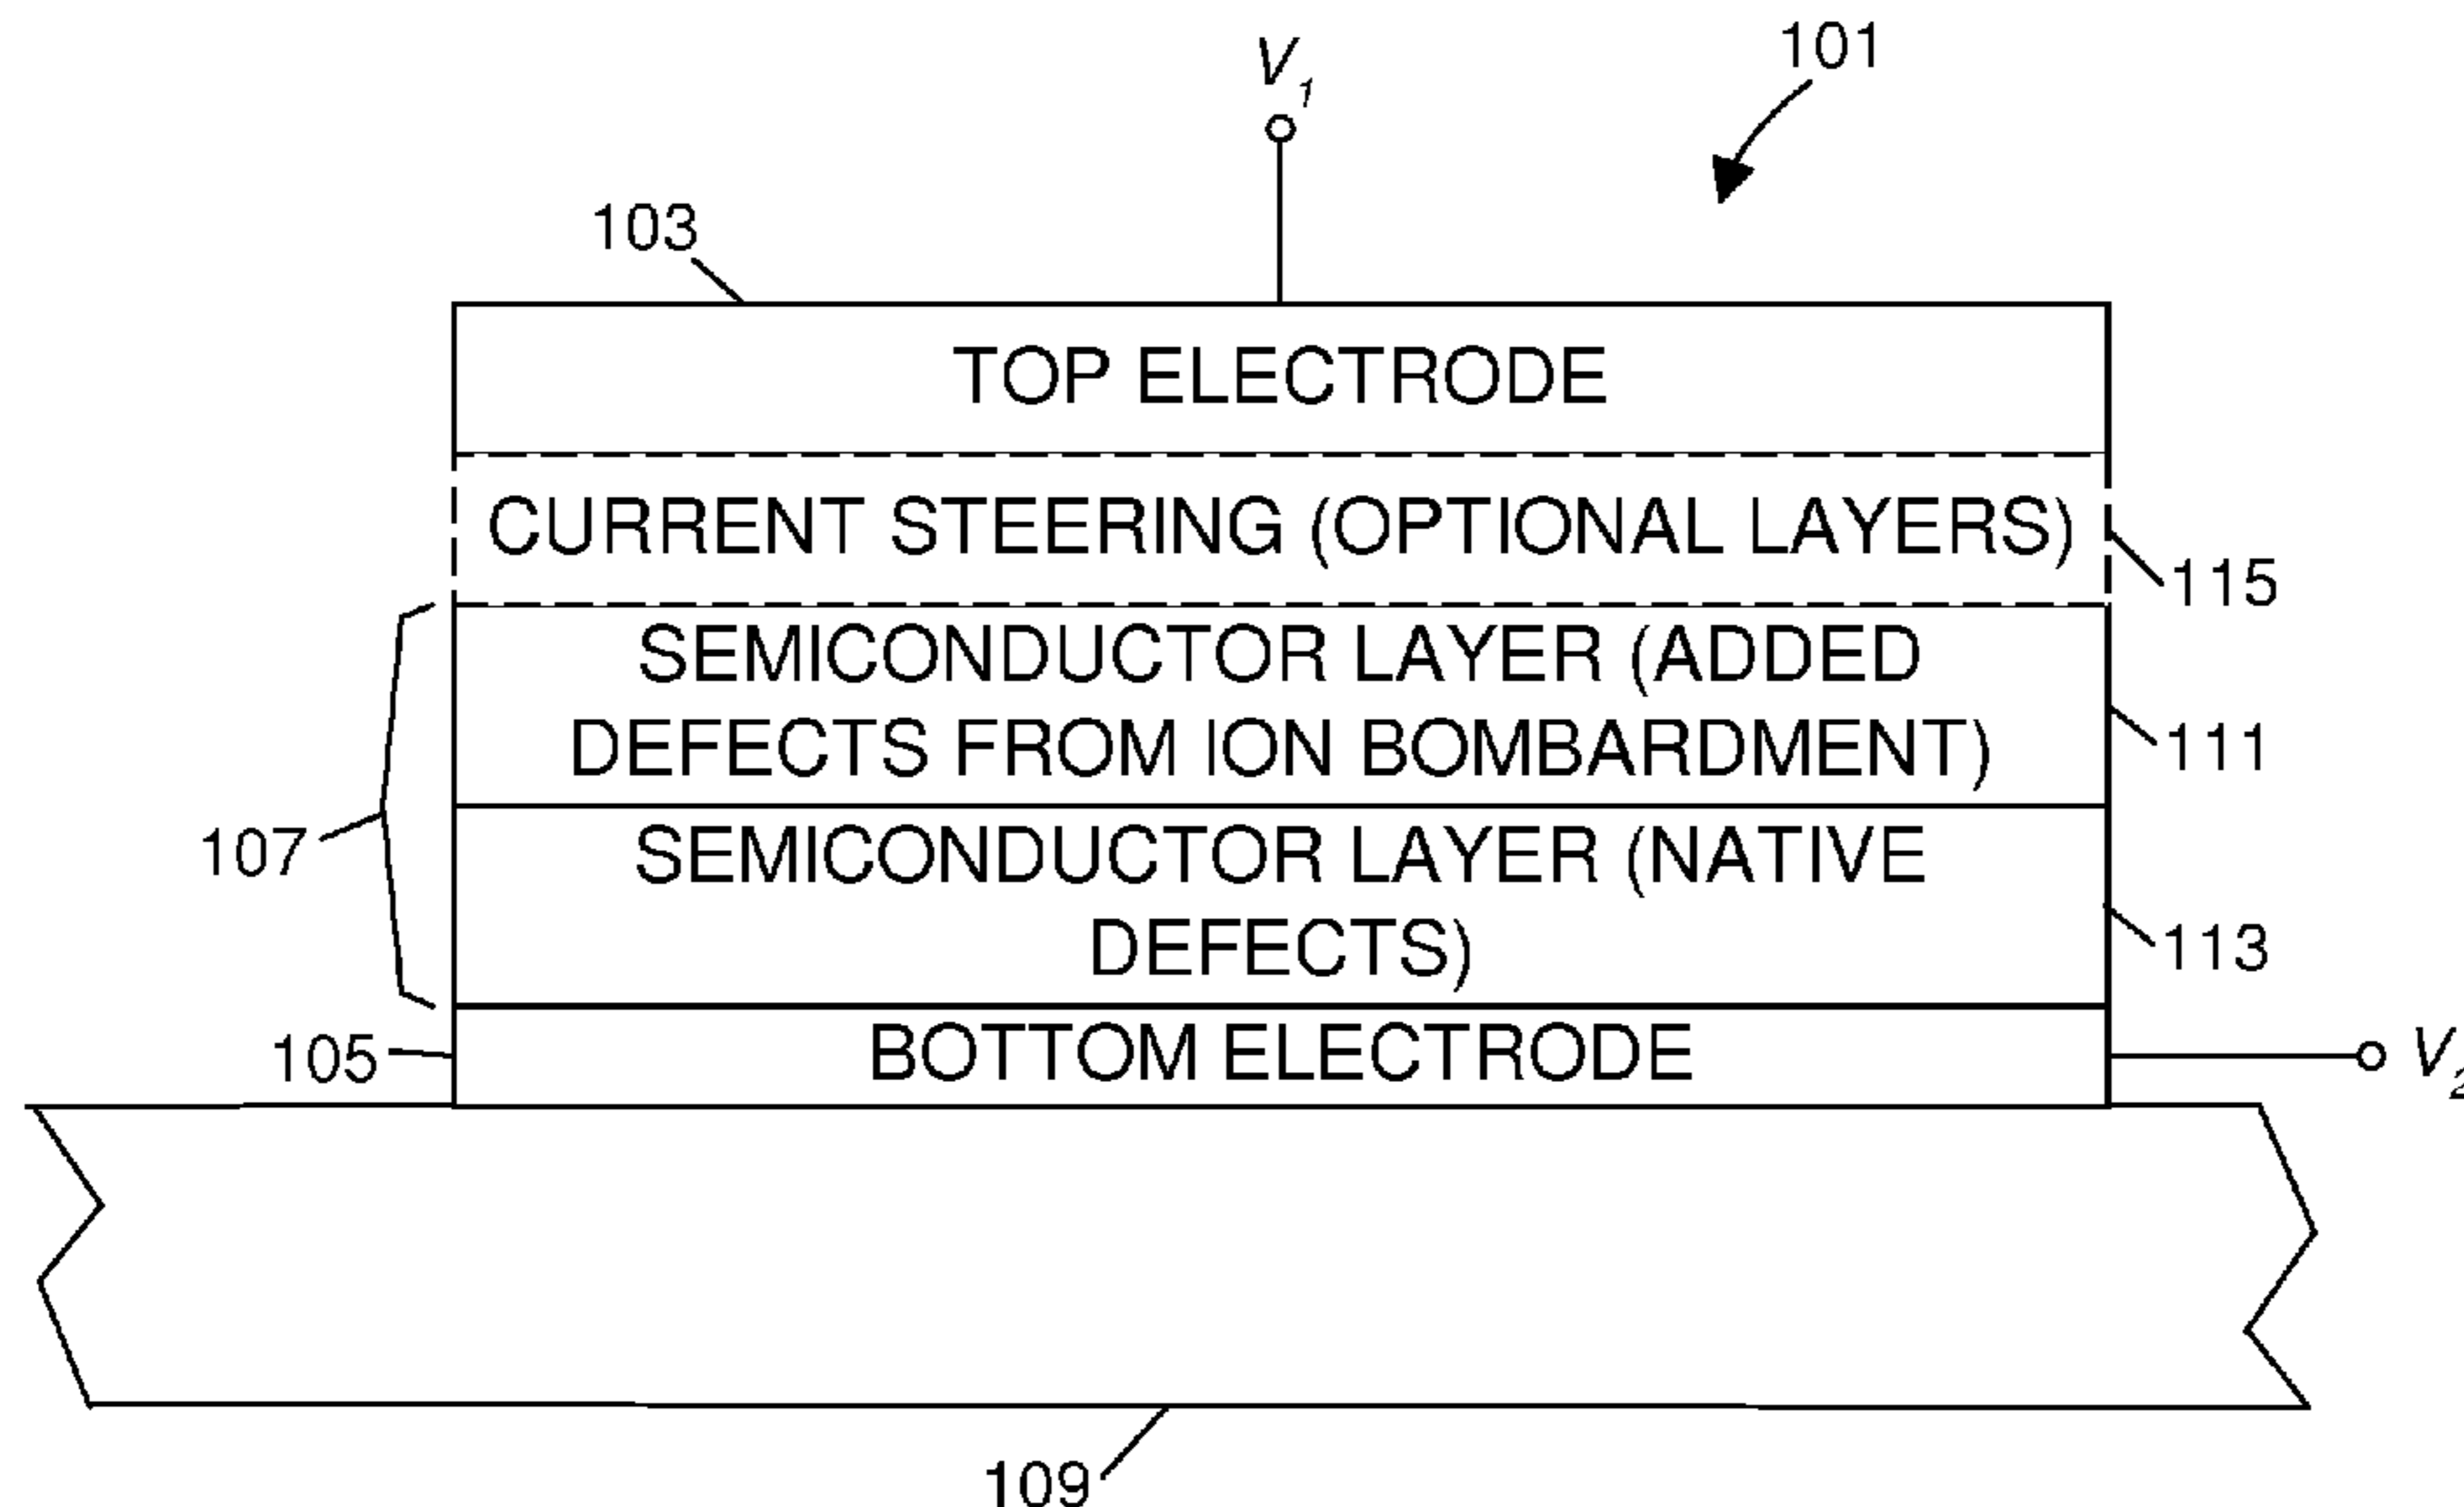 V1
101
103
TOP ELECTRODE
CURRENT STEERING (OPTIONAL LAYERS)
115
SEMICONDUCTOR LAYER (ADDED
DEFECTS FROM ION BOMBARDMENT)
111
107
SEMICONDUCTOR LAYER (NATIVE
DEFECTS)
113
105
BOTTOM ELECTRODE
V2
109